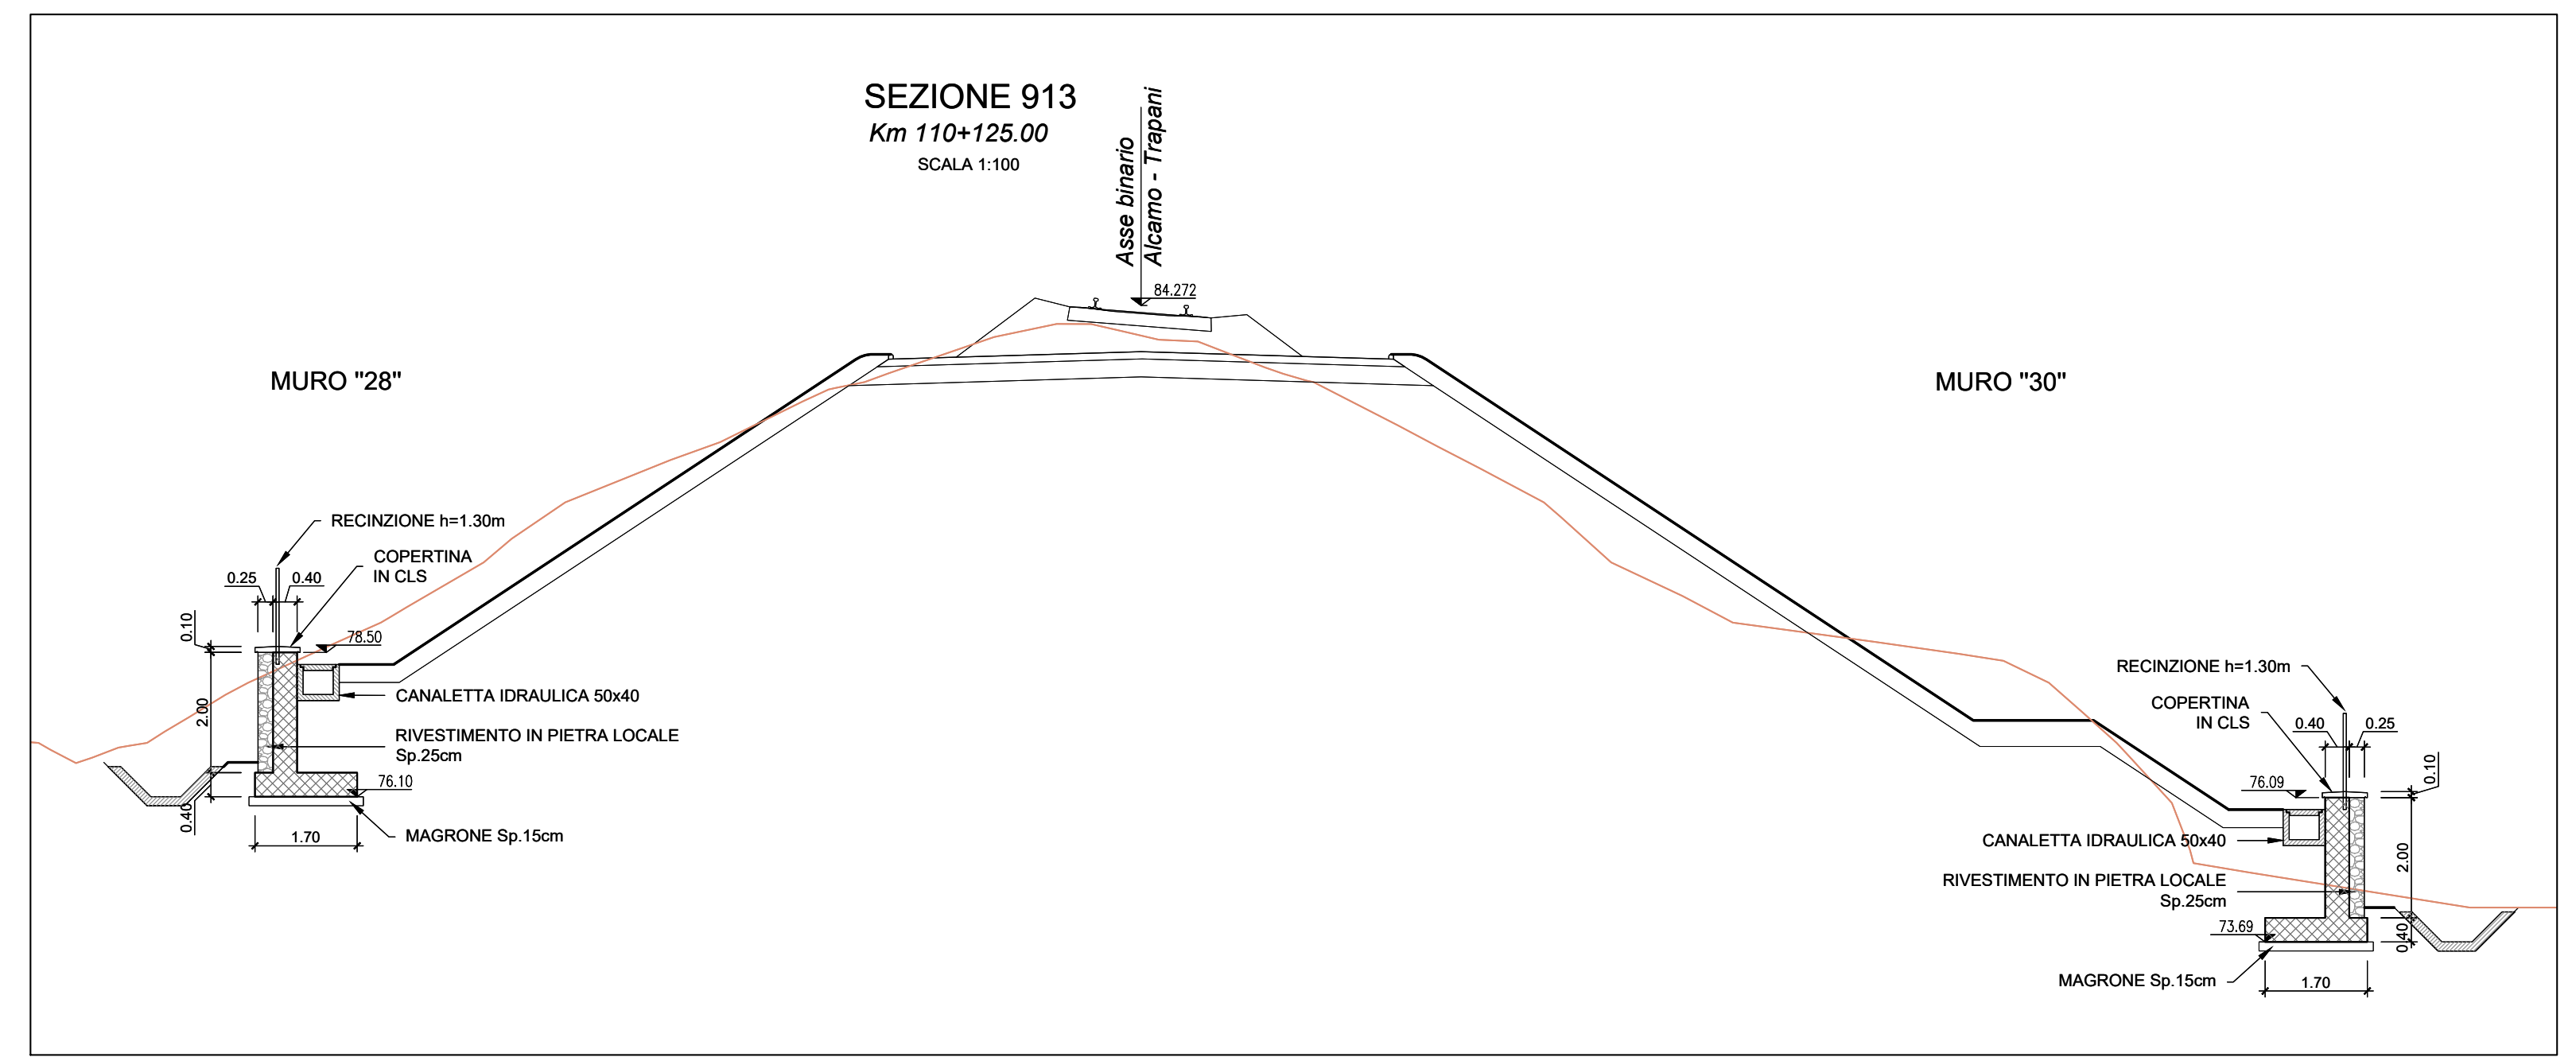 SEZIONE 913
Km 110+125.00
SCALA 1:100
Asse binario
Alcamo - Trapani
84.272
MURO "28"
MURO "30"
RECINZIONE h=1.30m
COPERTINA
IN CLS
0.25
0.40
0.10
78.50
2.00
CANALETTA IDRAULICA 50x40
RIVESTIMENTO IN PIETRA LOCALE
Sp.25cm
76.10
0.40
1.70
MAGRONE Sp.15cm
RECINZIONE h=1.30m
COPERTINA
IN CLS
0.40
0.25
0.10
76.09
CANALETTA IDRAULICA 50x40
2.00
RIVESTIMENTO IN PIETRA LOCALE
Sp.25cm
73.69
0.40
MAGRONE Sp.15cm
1.70